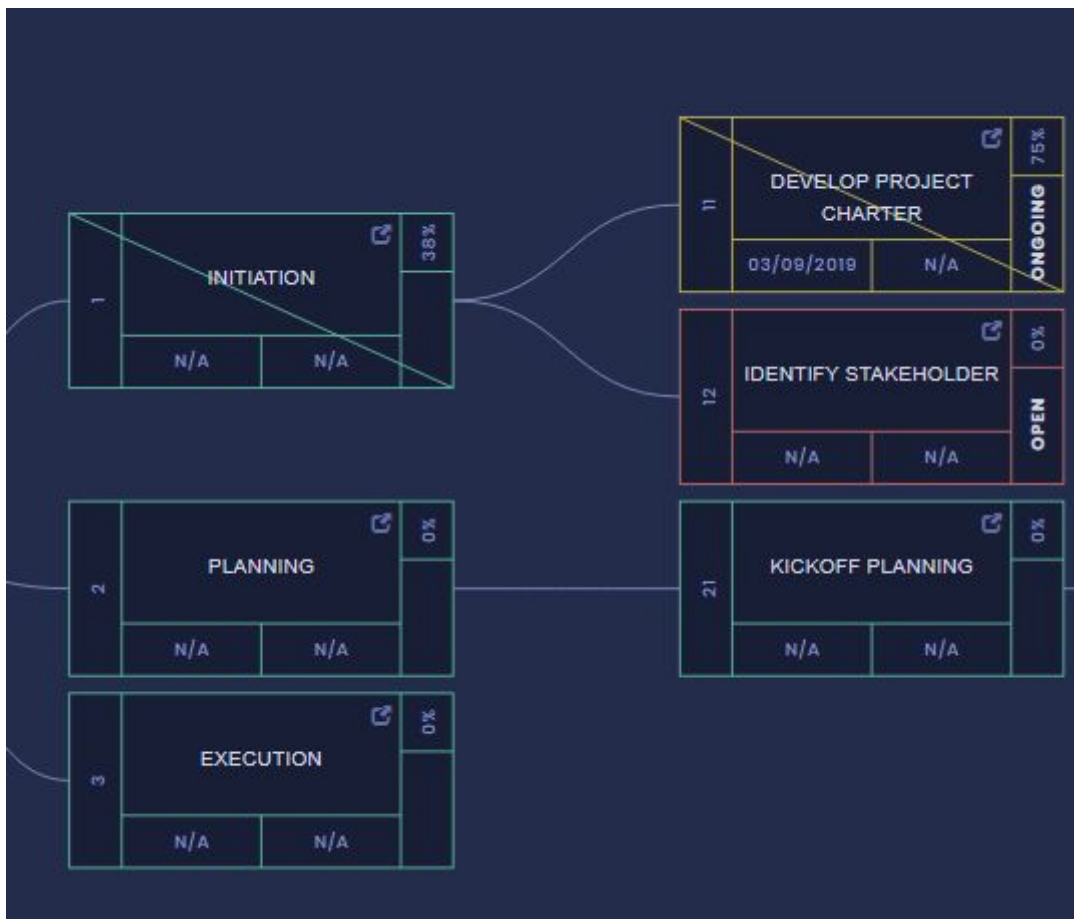 1
INITIATION
38%
N/A
N/A
11
DEVELOP PROJECT
CHARTER
75%
ONGOING
03/09/2019
N/A
12
IDENTIFY STAKEHOLDER
0%
OPEN
N/A
N/A
2
PLANNING
0%
N/A
N/A
21
KICKOFF PLANNING
0%
N/A
N/A
3
EXECUTION
0%
N/A
N/A